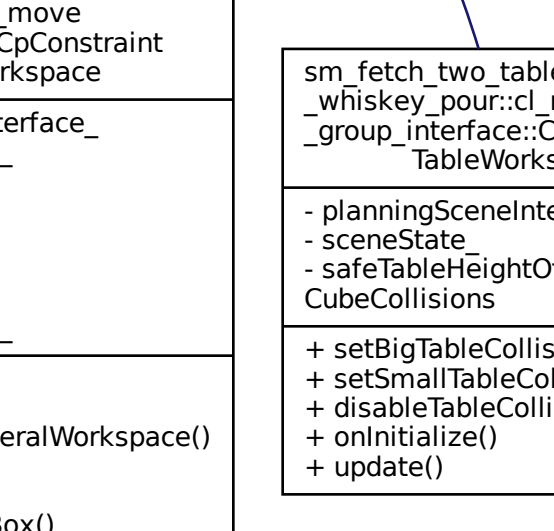 _move
CpConstraint
rkspace
terface_
_
_
eralWorkspace()
Box()
sm_fetch_two_table
_whiskey_pour::cl_
_group_interface::C
TableWorks
- planningSceneInte
- sceneState_
- safeTableHeightO
CubeCollisions
+ setBigTableCollis
+ setSmallTableCol
+ disableTableColli
+ onInitialize()
+ update()